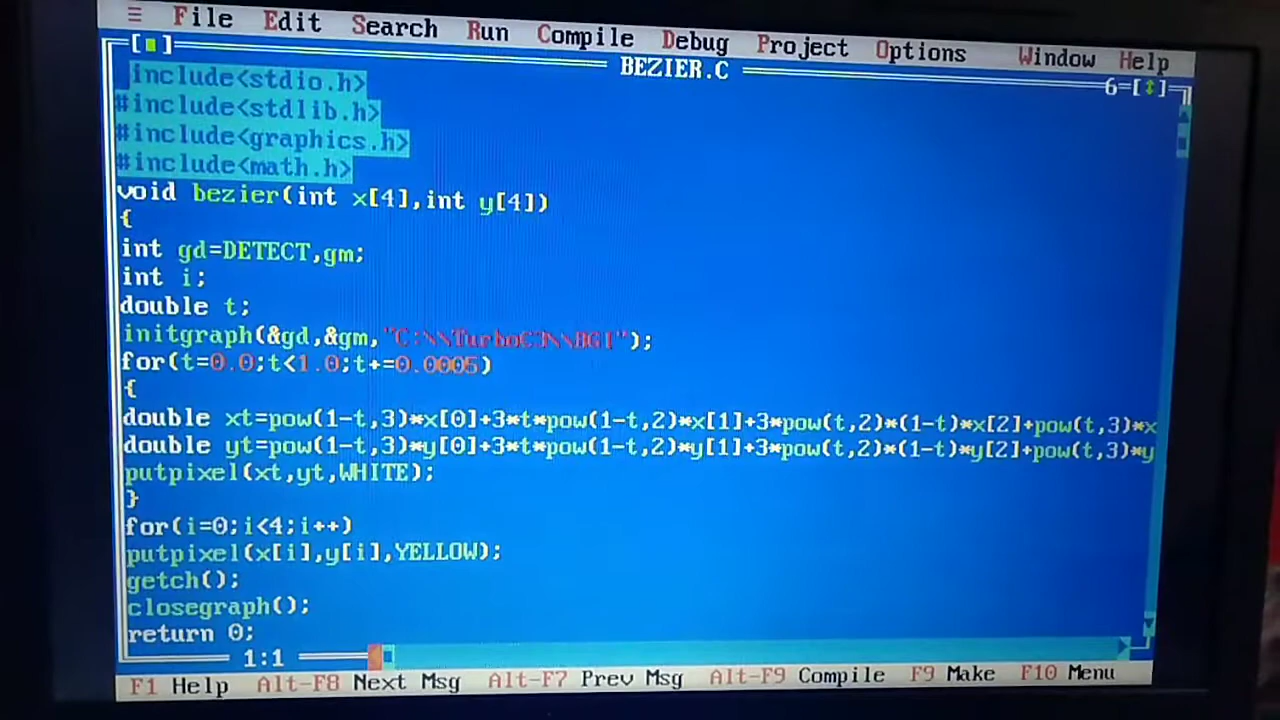 ≡ File Edit Search Run Compile Debug Project Options Window Help
[■] BEZIER.C 6=[↕]
include<stdio.h>
#include<stdlib.h>
#include<graphics.h>
#include<math.h>
void bezier(int x[4],int y[4])
{
int gd=DETECT,gm;
int i;
double t;
initgraph(&gd,&gm,"C:\\TurboC3\\BGI");
for(t=0.0;t<1.0;t+=0.0005)
{
double xt=pow(1-t,3)*x[0]+3*t*pow(1-t,2)*x[1]+3*pow(t,2)*(1-t)*x[2]+pow(t,3)*x
double yt=pow(1-t,3)*y[0]+3*t*pow(1-t,2)*y[1]+3*pow(t,2)*(1-t)*y[2]+pow(t,3)*y
putpixel(xt,yt,WHITE);
}
for(i=0;i<4;i++)
putpixel(x[i],y[i],YELLOW);
getch();
closegraph();
return 0;
1:1
F1 Help Alt-F8 Next Msg Alt-F7 Prev Msg Alt-F9 Compile F9 Make F10 Menu